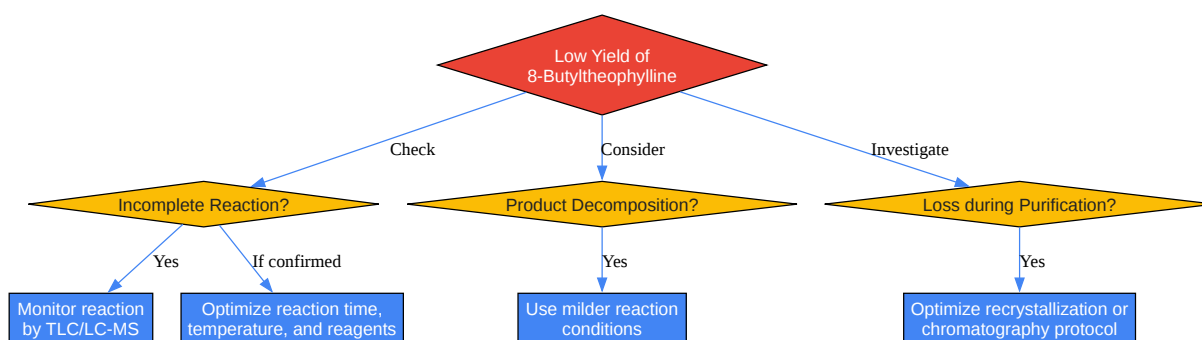 Low Yield of
8-Butyltheophylline
Check
Consider
Investigate
Incomplete Reaction?
Product Decomposition?
Loss during Purification?
Yes
If confirmed
Yes
Yes
Monitor reaction
by TLC/LC-MS
Optimize reaction time,
temperature, and reagents
Use milder reaction
conditions
Optimize recrystallization or
chromatography protocol